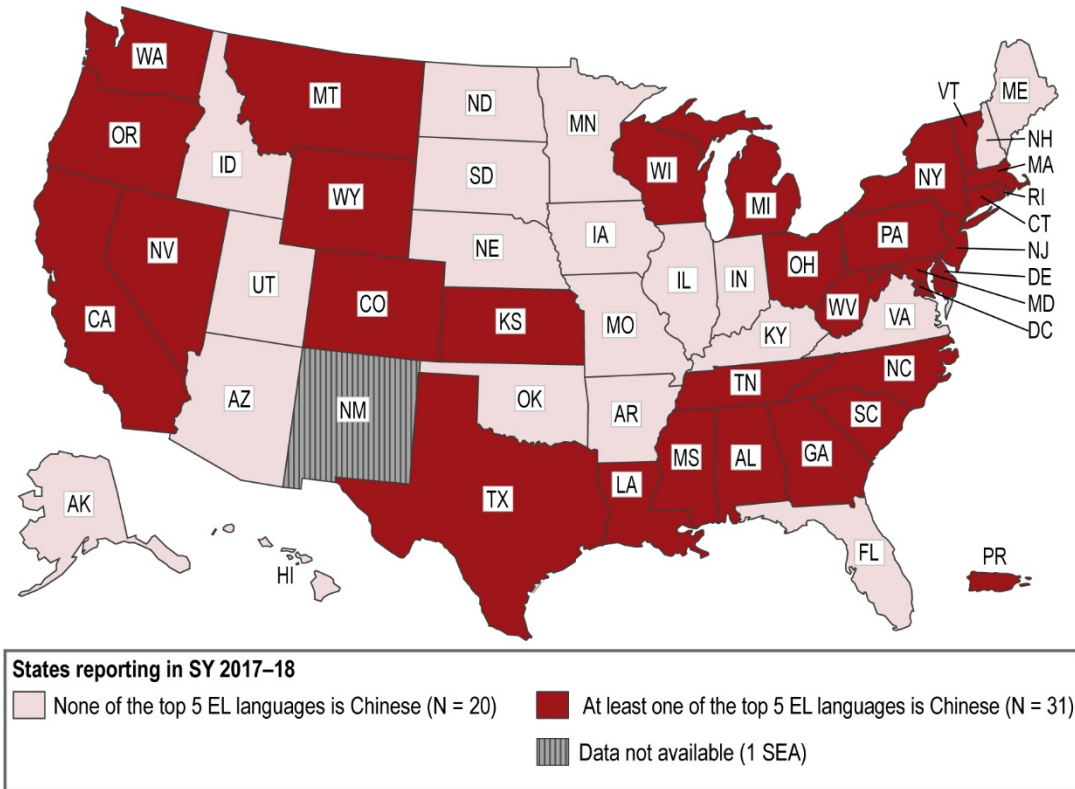 WA
MT
ND
MN
VT
ME
OR
ID
SD
WI
MI
NY
NH
MA
RI
CT
WY
NE
IA
PA
NJ
NV
UT
CO
IL
IN
OH
DE
MD
DC
CA
KS
MO
WV
VA
KY
AZ
NM
OK
AR
TN
NC
SC
MS
AL
GA
LA
TX
AK
HI
FL
PR
States reporting in SY 2017–18
None of the top 5 EL languages is Chinese (N = 20)
At least one of the top 5 EL languages is Chinese (N = 31)
Data not available (1 SEA)